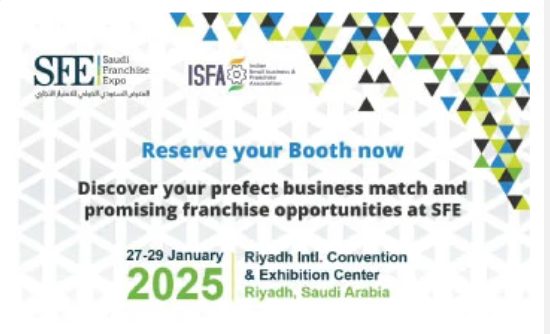 SFE
Saudi
Franchise
Expo
المعرض السعودي الدولي للامتياز التجاري
ISFA
Indian
Small business &
Franchise
Association
Reserve your Booth now
Discover your prefect business match and
promising franchise opportunities at SFE
27-29 January
2025
Riyadh Intl. Convention
& Exhibition Center
Riyadh, Saudi Arabia